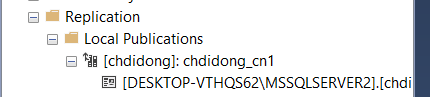 Replication
Local Publications
[chdidong]: chdidong_cn1
[DESKTOP-VTHQS62\MSSQLSERVER2].[chdi